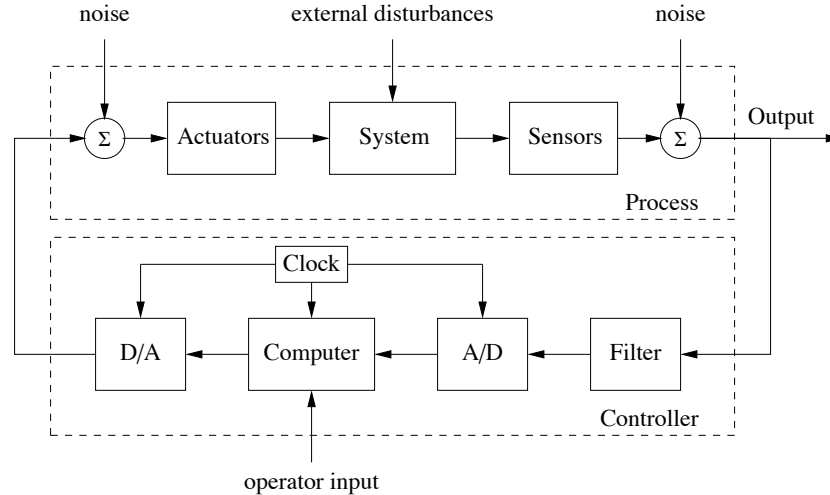 noise
external disturbances
noise
Σ
Actuators
System
Sensors
Σ
Output
Process
Clock
D/A
Computer
A/D
Filter
Controller
operator input